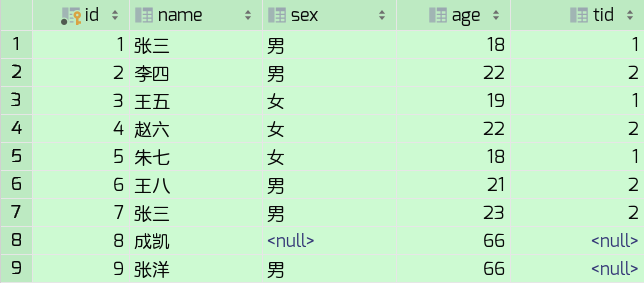 id name sex age tid
1 1 张三 男 18 1
2 2 李四 男 22 2
3 3 王五 女 19 1
4 4 赵六 女 22 2
5 5 朱七 女 18 1
6 6 王八 男 21 2
7 7 张三 男 23 2
8 8 成凯 <null> 66 <null>
9 9 张洋 男 66 <null>